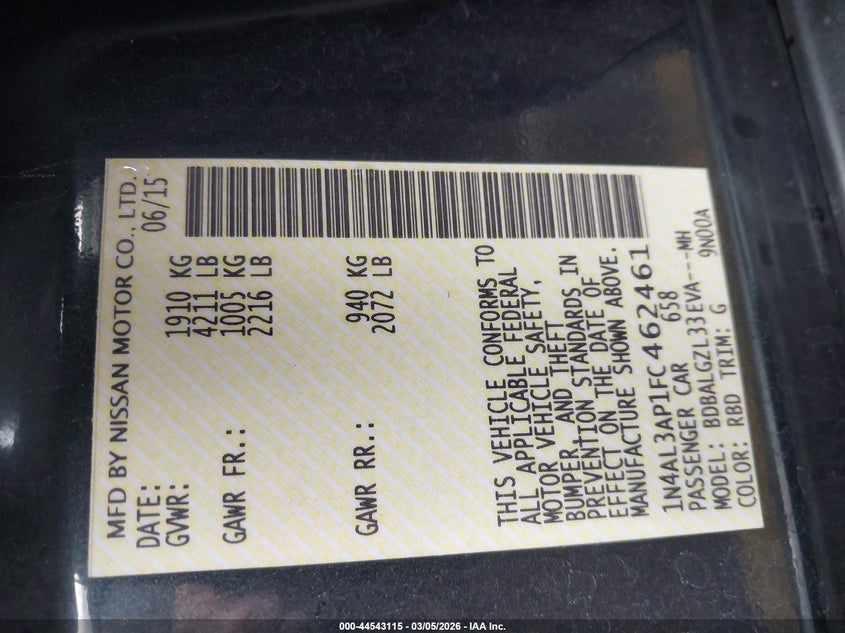 MFD BY NISSAN MOTOR CO., LTD.
DATE: 06/15
GVWR: 1910 KG
4211 LB
GAWR FR.: 1005 KG
2216 LB
GAWR RR.: 940 KG
2072 LB
THIS VEHICLE CONFORMS TO
ALL APPLICABLE FEDERAL
MOTOR VEHICLE SAFETY,
BUMPER AND THEFT
PREVENTION STANDARDS IN
EFFECT ON THE DATE OF
MANUFACTURE SHOWN ABOVE.
1N4AL3AP1FC462461
PASSENGER CAR 658
MODEL: BDBALGZL33EVA---MH
COLOR: RBD TRIM: G 9N00A
000-44543115 - 03/05/2026 - IAA Inc.